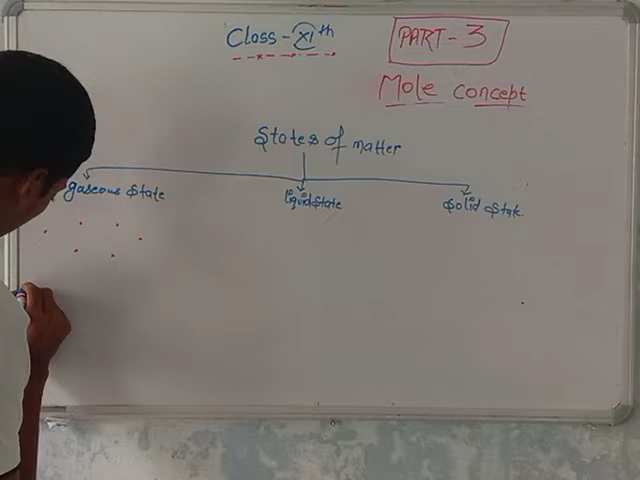 Class-XIth
PART-3
Mole concept
States of matter
gaseous State
liquid state
Solid State